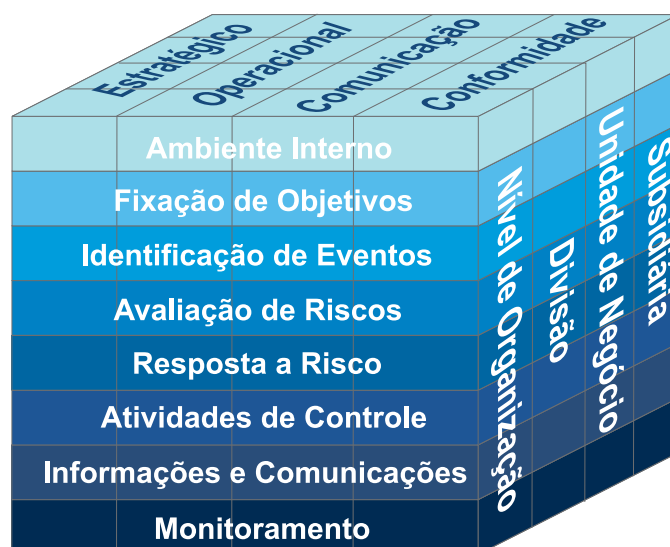 Estratégico
Operacional
Comunicação
Conformidade
Ambiente Interno
Fixação de Objetivos
Identificação de Eventos
Avaliação de Riscos
Resposta a Risco
Atividades de Controle
Informações e Comunicações
Monitoramento
Nível de Organização
Divisão
Unidade de Negócio
Subsidiária